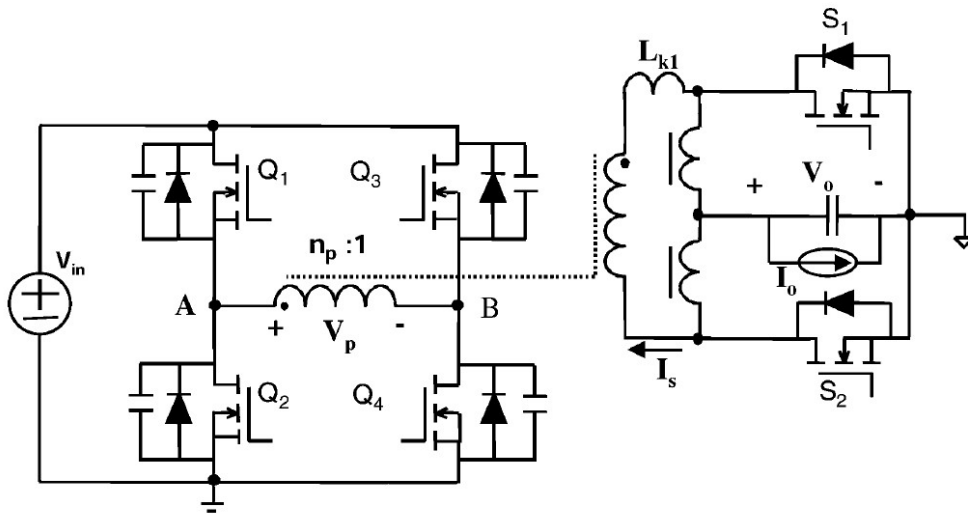 S₁
Lₖ₁
Q₁
Q₃
+ Vₒ -
nₚ :1
Vᵢₙ
Iₒ
A
B
+ Vₚ -
Iₛ
Q₂
Q₄
S₂